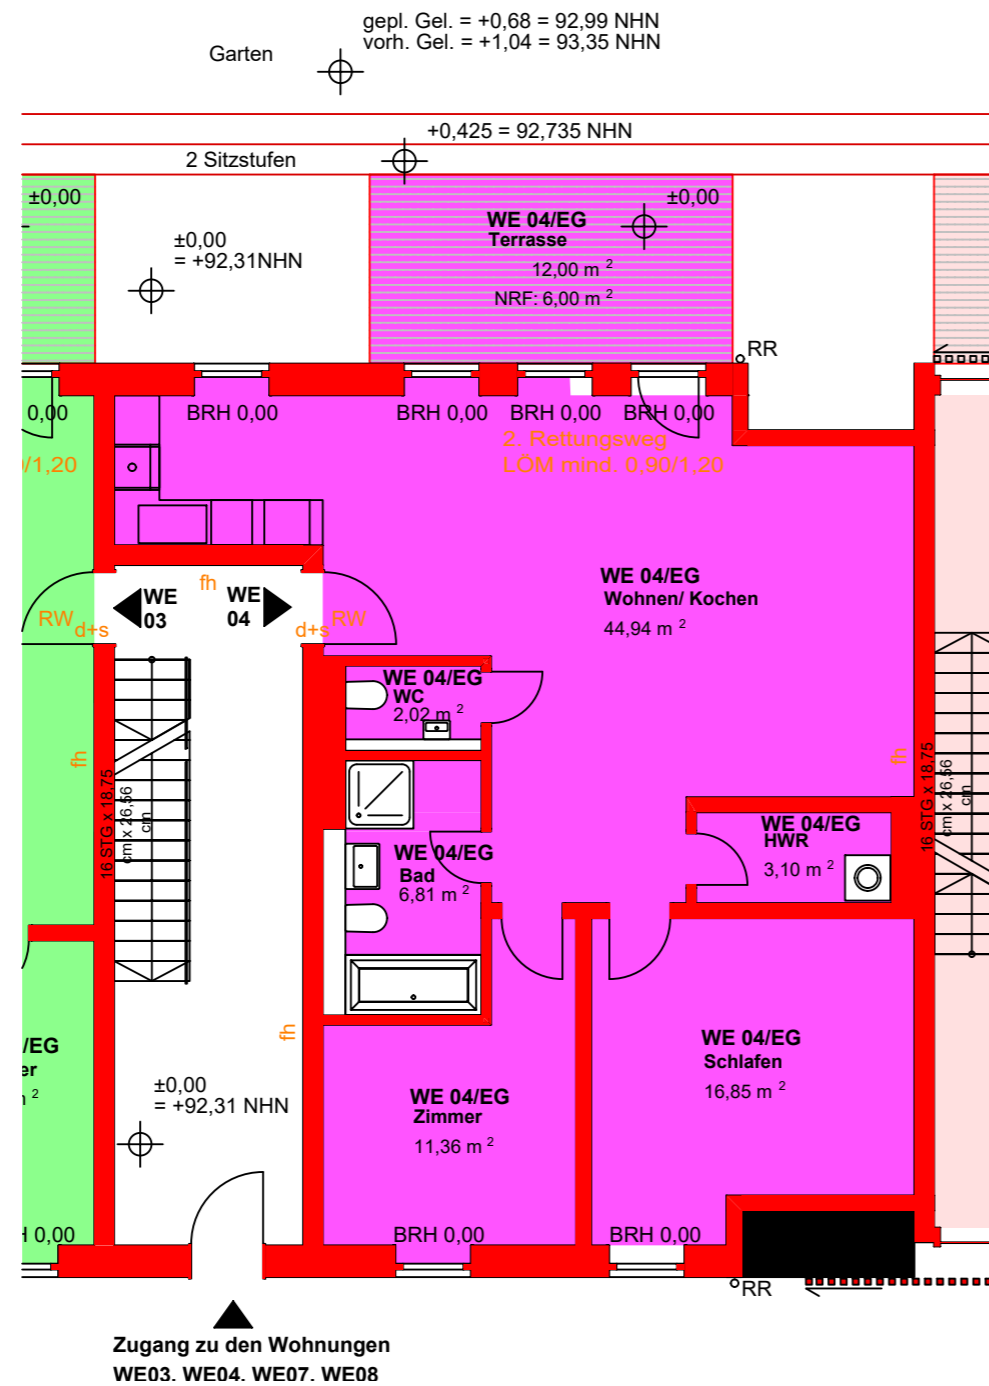 gepl. Gel. = +0,68 = 92,99 NHN
vorh. Gel. = +1,04 = 93,35 NHN
Garten
+0,425 = 92,735 NHN
2 Sitzstufen
±0,00
±0,00
= +92,31NHN
WE 04/EG
Terrasse
12,00 m 2
NRF: 6,00 m 2
±0,00
RR
0,00
BRH 0,00
BRH 0,00
BRH 0,00
BRH 0,00
/1,20
2. Rettungsweg
LÖM mind. 0,90/1,20
WE 04/EG
Wohnen/ Kochen
44,94 m 2
fh
WE
03
WE
04
RW
d+s
d+s
RW
WE 04/EG
WC
2,02 m 2
fh
fh
16 STG x 18,75
cm x 26,56
cm
16 STG x 18,75
cm x 26,56
cm
WE 04/EG
Bad
6,81 m 2
WE 04/EG
HWR
3,10 m 2
fh
/EG
er
2
WE 04/EG
Schlafen
16,85 m 2
±0,00
= +92,31 NHN
WE 04/EG
Zimmer
11,36 m 2
0,00
BRH 0,00
BRH 0,00
RR
Zugang zu den Wohnungen
WE03, WE04, WE07, WE08